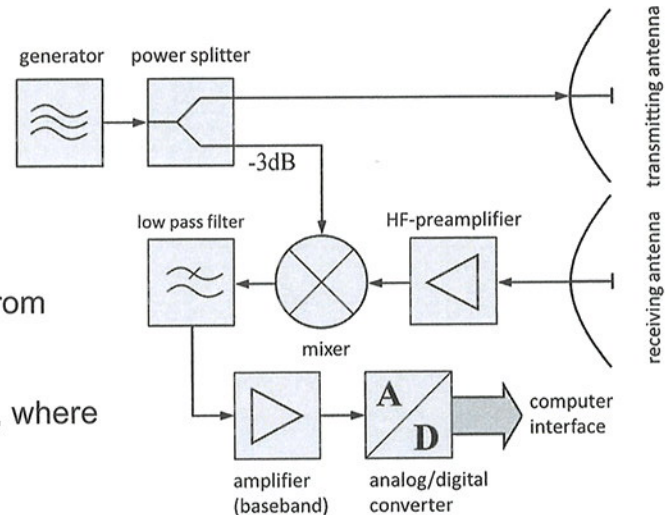 generator
power splitter
-3dB
transmitting antenna
low pass filter
HF-preamplifier
receiving antenna
rom
mixer
where
A
D
computer
interface
amplifier
(baseband)
analog/digital
converter